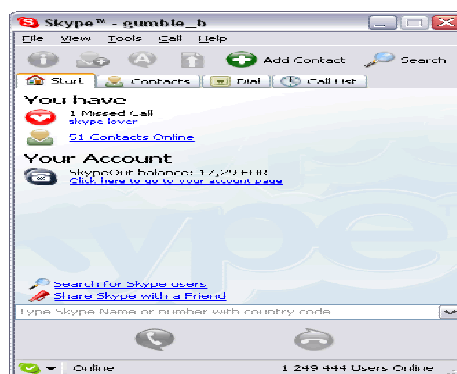 Skype™ - gumble_b
File View Tools Call Help
Add Contact Search
Start Contacts Dial Call List
You have
1 Missed Call
skype lover
51 Contacts Online
Your Account
SkypeOut balance: 17,29 EUR
Click here to go to your account page
Search for Skype users
Share Skype with a Friend
Type Skype Name or number with country code
Online 1 249 444 Users Online